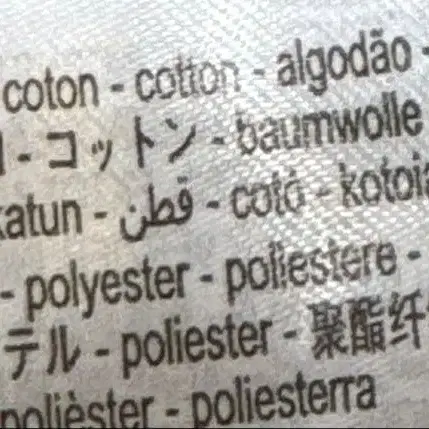 coton - cotton - algodão -
- コットン - baumwolle
katun - قطن - cotó - kotoia
- polyester - poliestere -
テル - poliester - 聚酯纤
polièster - poliesterra